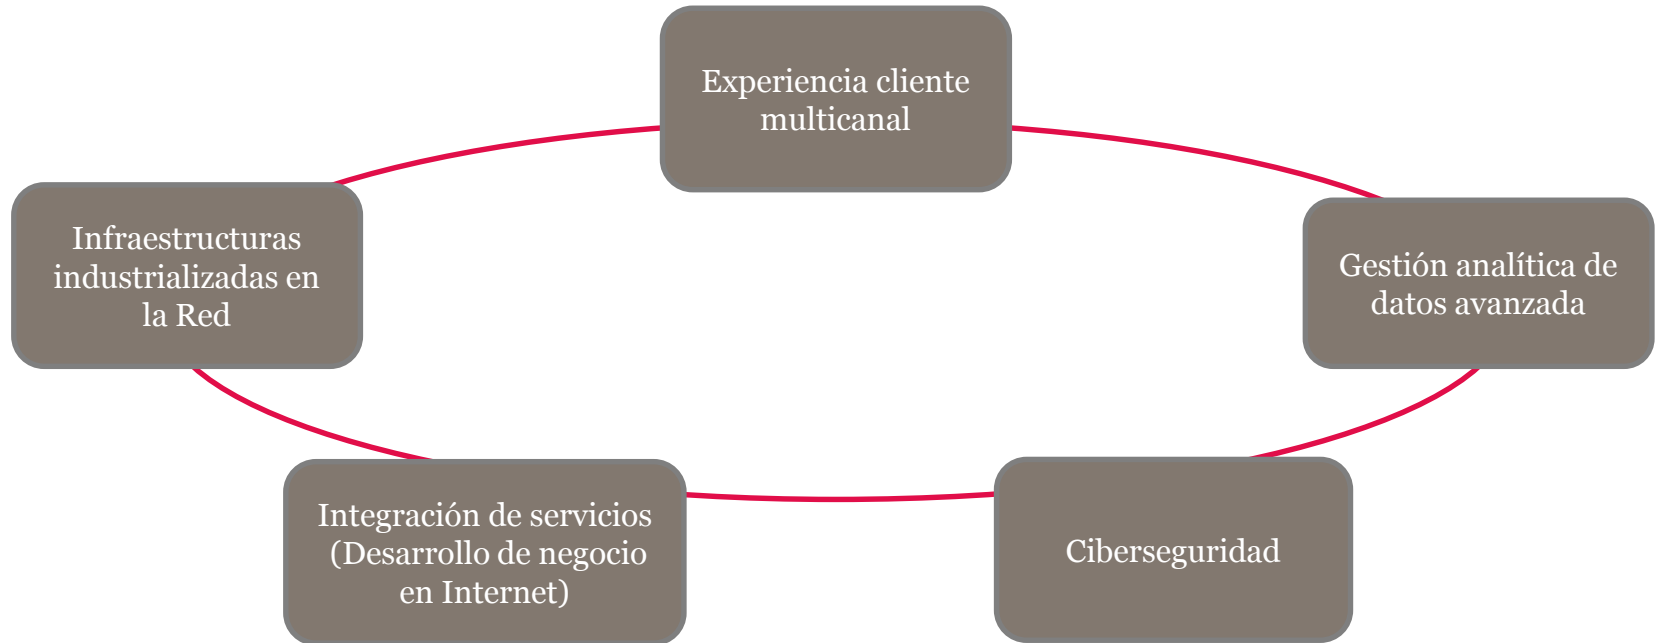 Experiencia cliente
multicanal
Infraestructuras
industrializadas en
la Red
Gestión analítica de
datos avanzada
Integración de servicios
(Desarrollo de negocio
en Internet)
Ciberseguridad